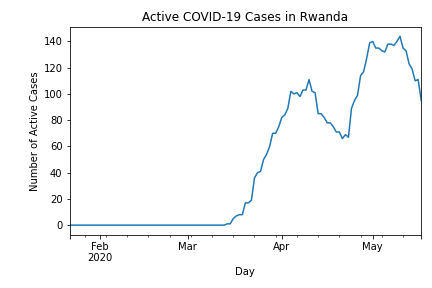 Active COVID-19 Cases in Rwanda
Number of Active Cases
140
120
100
80
60
40
20
0
Feb Mar Apr May
2020
Day